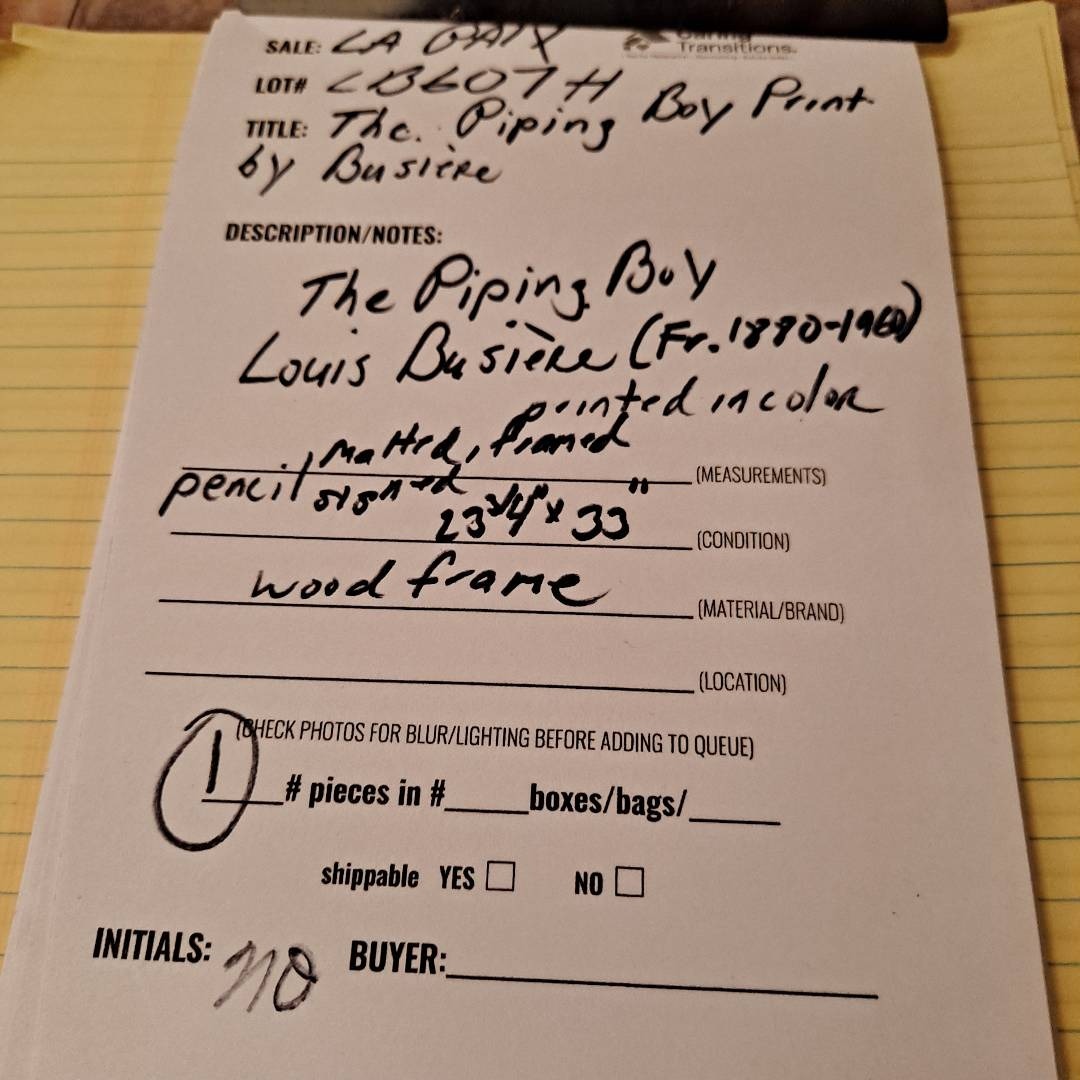 SALE: LA
Caring
Transitions.
LOT# LB607H
TITLE: The Piping Boy Print
by Busière
DESCRIPTION/NOTES:
The Piping Boy
Louis Busière (Fr. 1880-1960)
printed in color
matted, framed (MEASUREMENTS)
pencil signed 23 3/4" x 33" (CONDITION)
wood frame (MATERIAL/BRAND)
(LOCATION)
(CHECK PHOTOS FOR BLUR/LIGHTING BEFORE ADDING TO QUEUE)
1 # pieces in # boxes/bags/
shippable YES NO
INITIALS: BUYER: